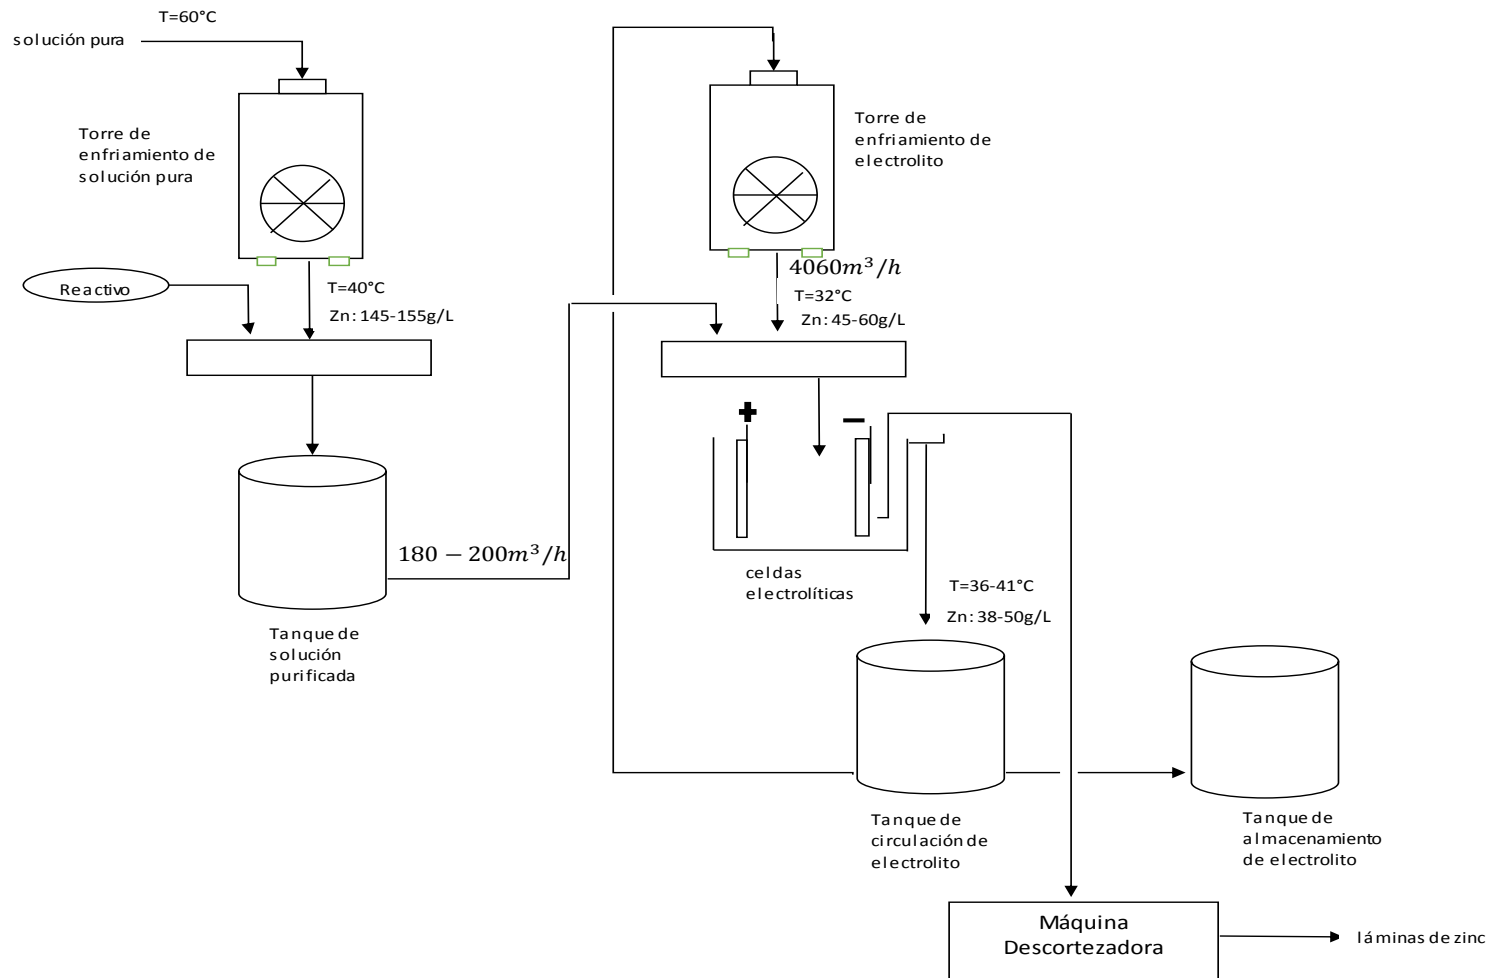 T=60°C
solución pura
Torre de
enfriamiento de
solución pura
Torre de
enfriamiento de
electrolito
Reactivo
T=40°C
Zn: 145-155g/L
4060m³/h
T=32°C
Zn: 45-60g/L
+
−
180 − 200m³/h
celdas
electrolíticas
T=36-41°C
Zn: 38-50g/L
Tanque de
solución
purificada
Tanque de
circulación de
electrolito
Tanque de
almacenamiento
de electrolito
Máquina
Descortezadora
láminas de zinc